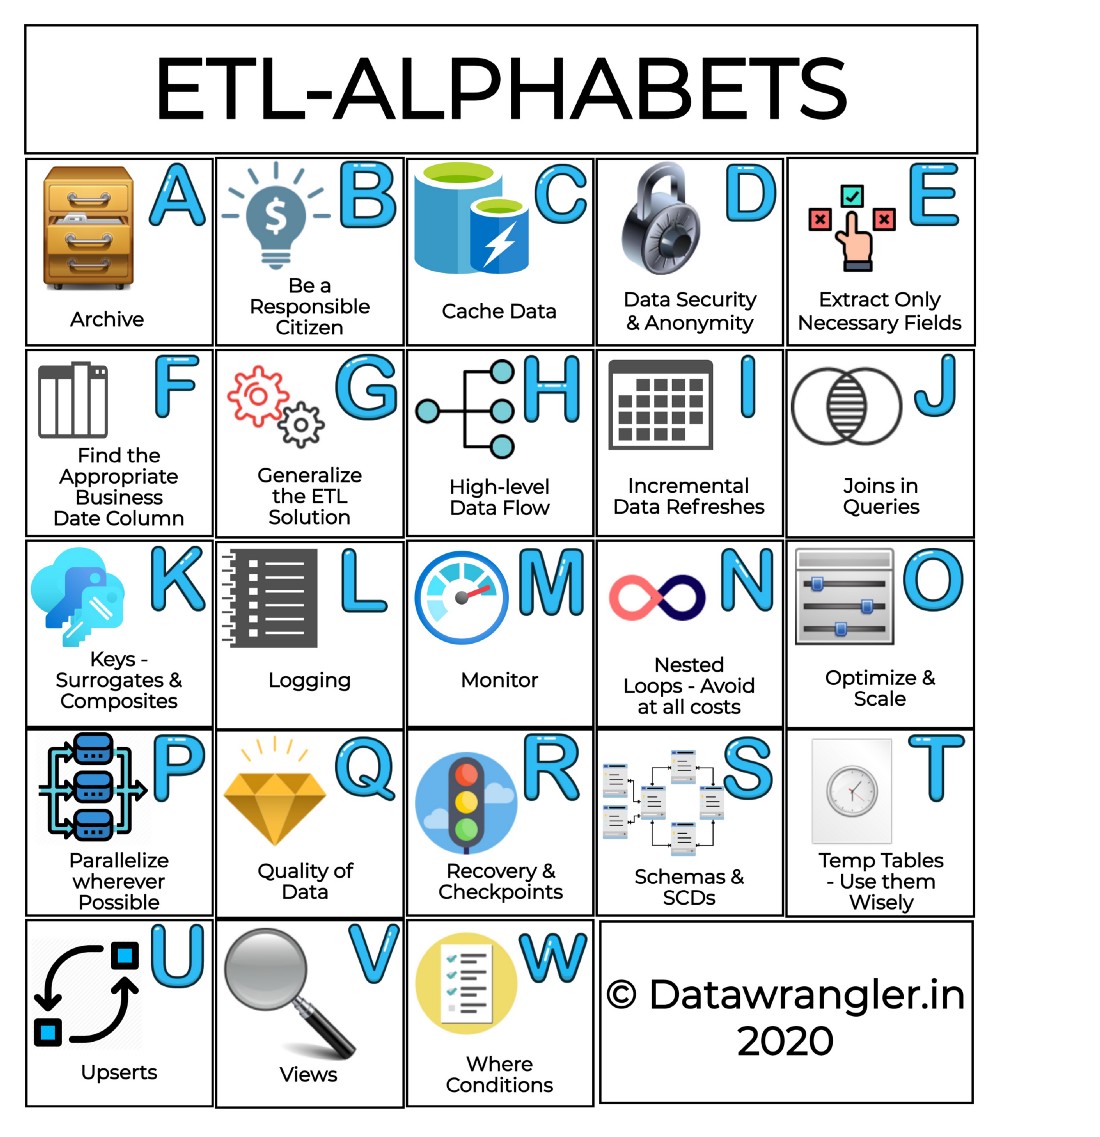 ETL-ALPHABETS
A
Archive
B
Be a
Responsible
Citizen
C
Cache Data
D
Data Security
& Anonymity
E
Extract Only
Necessary Fields
F
Find the
Appropriate
Business
Date Column
G
Generalize
the ETL
Solution
H
High-level
Data Flow
I
Incremental
Data Refreshes
J
Joins in
Queries
K
Keys -
Surrogates &
Composites
L
Logging
M
Monitor
N
Nested
Loops - Avoid
at all costs
O
Optimize &
Scale
P
Parallelize
wherever
Possible
Q
Quality of
Data
R
Recovery &
Checkpoints
S
Schemas &
SCDs
T
Temp Tables
- Use them
Wisely
U
Upserts
V
Views
W
Where
Conditions
© Datawrangler.in
2020